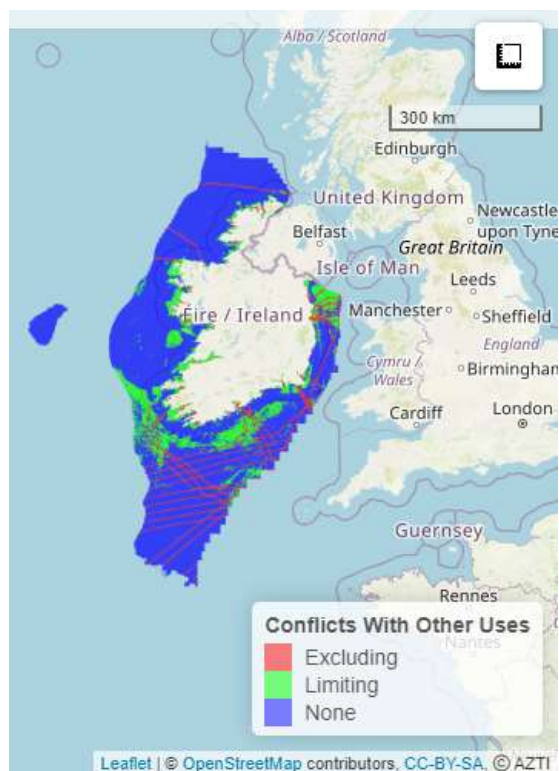 Alba / Scotland
300 km
Edinburgh
United Kingdom
Newcastle
upon Tyne
Belfast
Great Britain
Isle of Man
Leeds
Éire / Ireland
Manchester
Sheffield
England
Cymru /
Wales
Birmingham
Cardiff
London
Guernsey
Rennes
Nantes
Conflicts With Other Uses
Excluding
Limiting
None
Leaflet | © OpenStreetMap contributors, CC-BY-SA, © AZTI